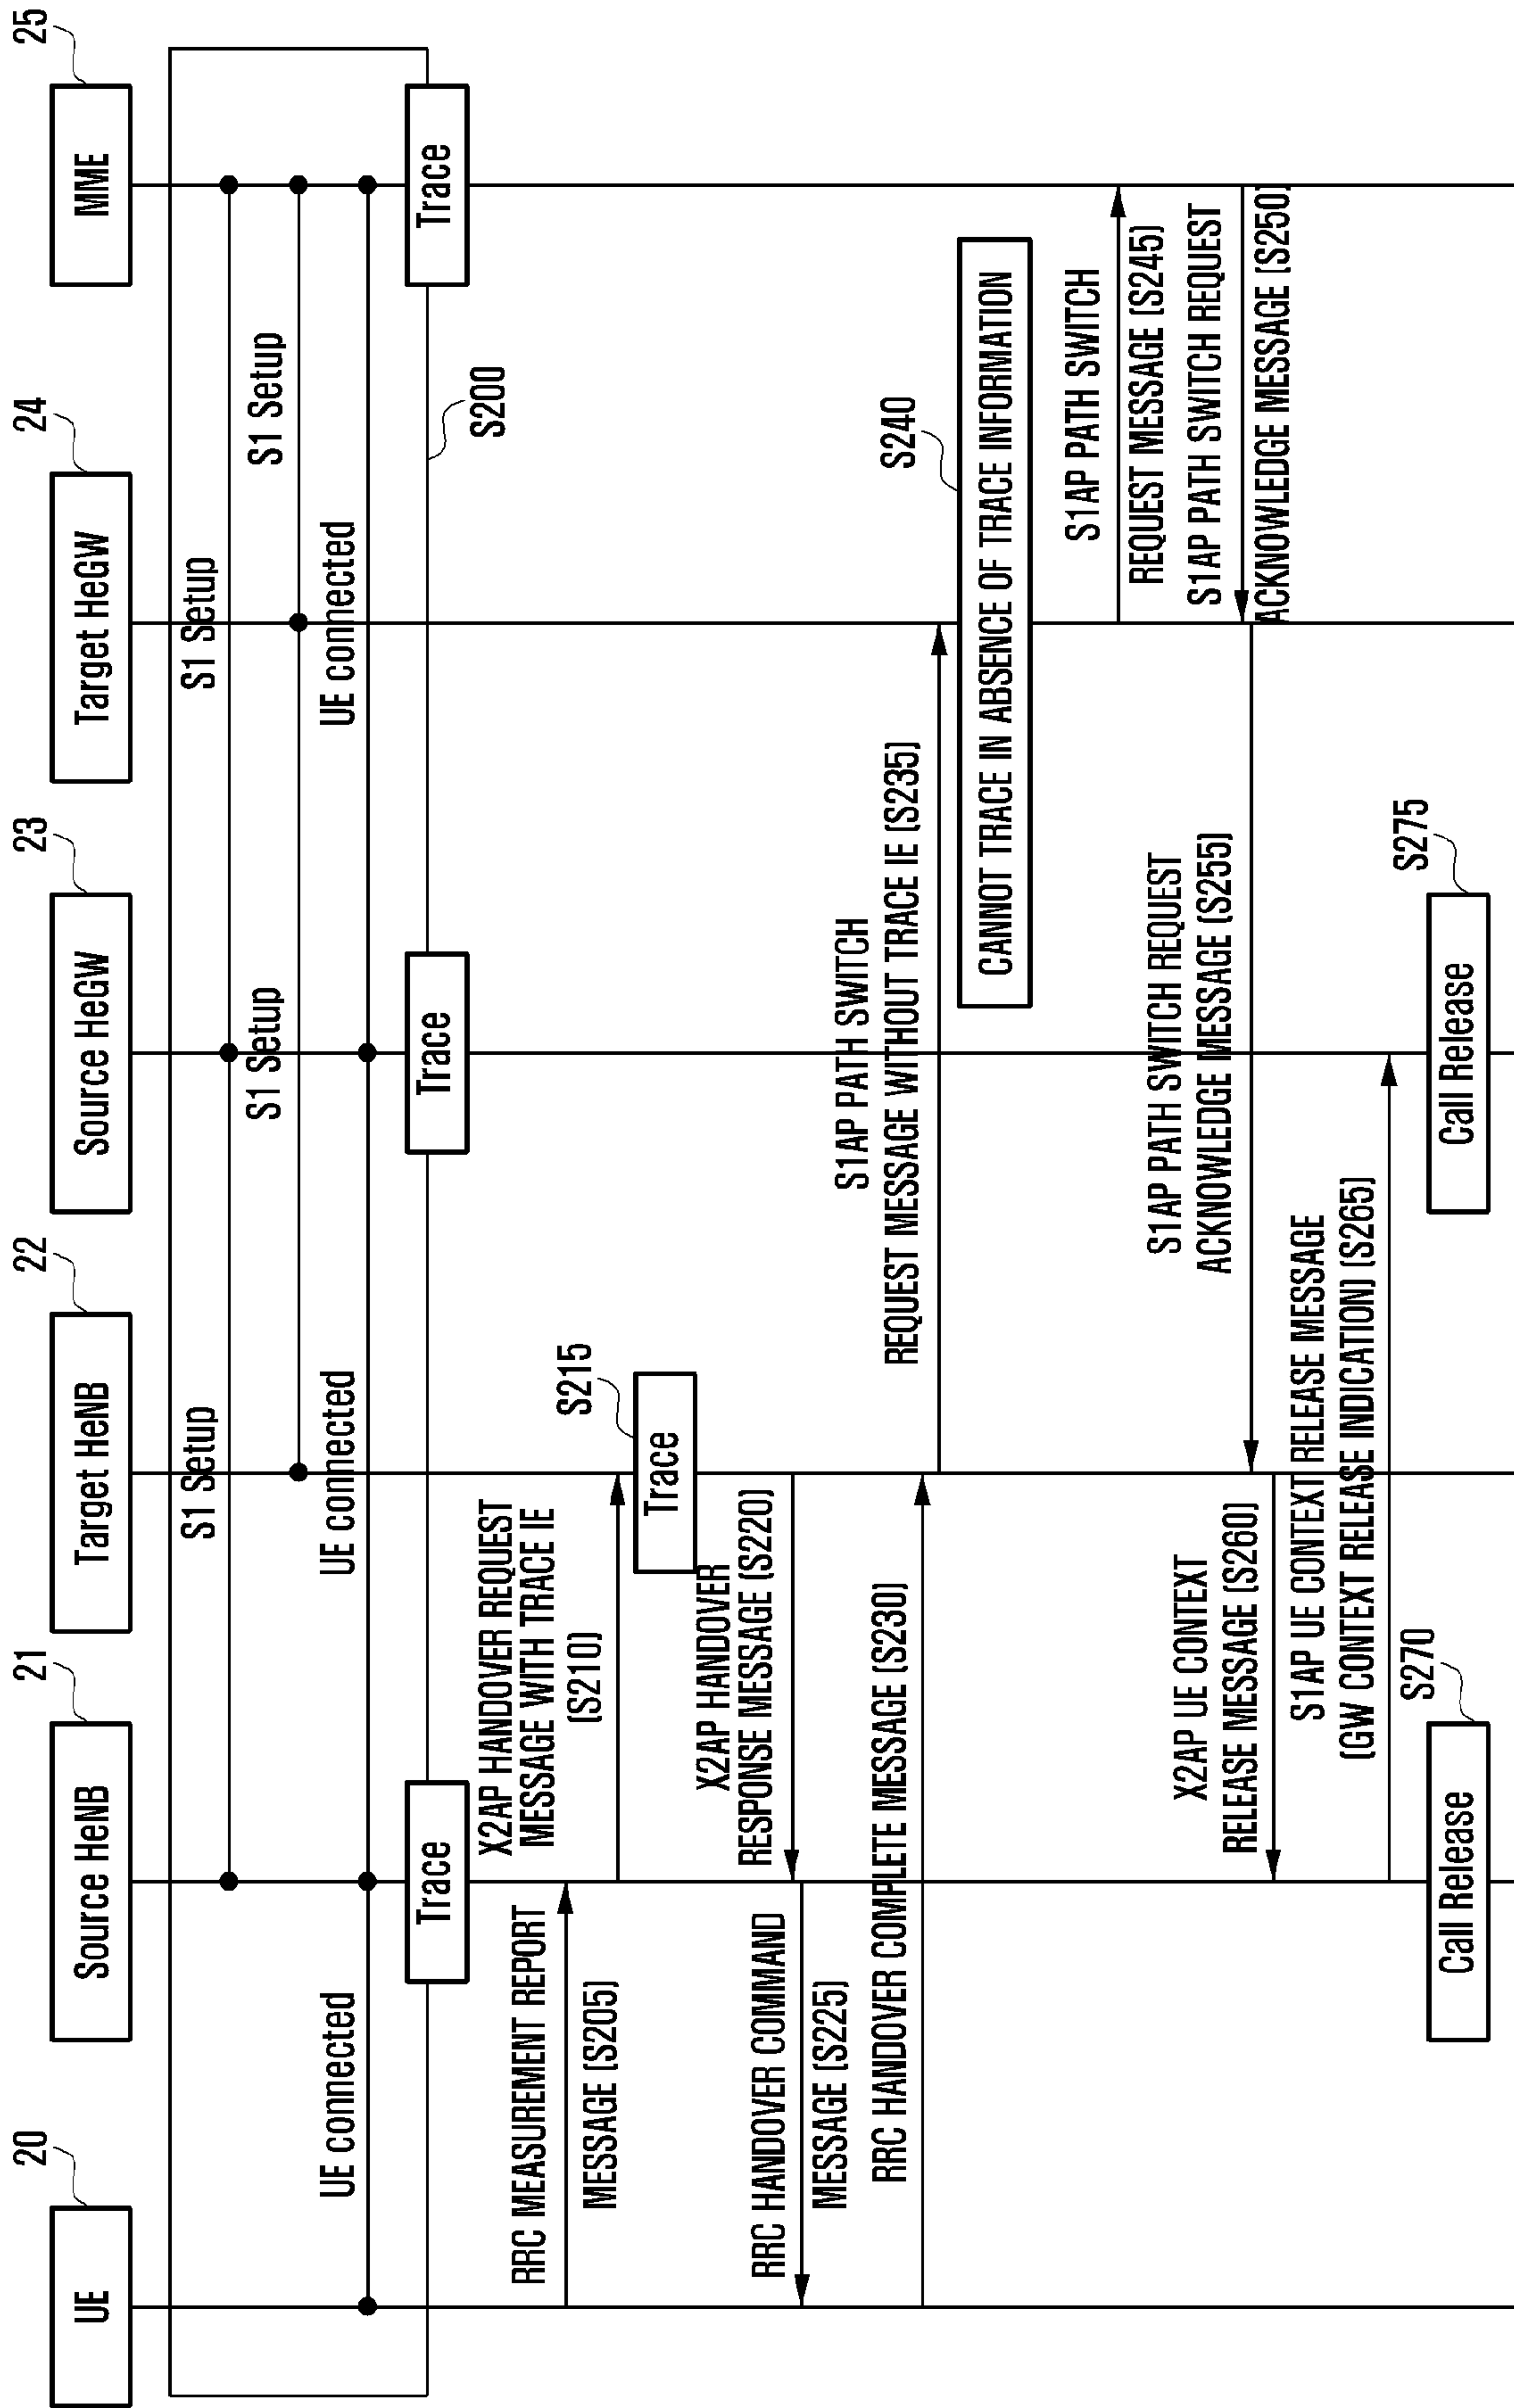 20
21
22
23
24
25
UE
Source HeNB
Target HeNB
Source HeGW
Target HeGW
MME
S1 Setup
S1 Setup
S1 Setup
S1 Setup
UE connected
UE connected
UE connected
Trace
Trace
Trace
S200
RRC MEASUREMENT REPORT
MESSAGE (S205)
X2AP HANDOVER REQUEST
MESSAGE WITH TRACE IE
(S210)
S215
Trace
X2AP HANDOVER
RESPONSE MESSAGE (S220)
RRC HANDOVER COMMAND
MESSAGE (S225)
RRC HANDOVER COMPLETE MESSAGE (S230)
S1AP PATH SWITCH
REQUEST MESSAGE WITHOUT TRACE IE (S235)
S240
CANNOT TRACE IN ABSENCE OF TRACE INFORMATION
S1AP PATH SWITCH
REQUEST MESSAGE (S245)
S1AP PATH SWITCH REQUEST
ACKNOWLEDGE MESSAGE (S250)
S1AP PATH SWITCH REQUEST
ACKNOWLEDGE MESSAGE (S255)
X2AP UE CONTEXT
RELEASE MESSAGE (S260)
S1AP UE CONTEXT RELEASE MESSAGE
(GW CONTEXT RELEASE INDICATION) (S265)
S270
Call Release
S275
Call Release